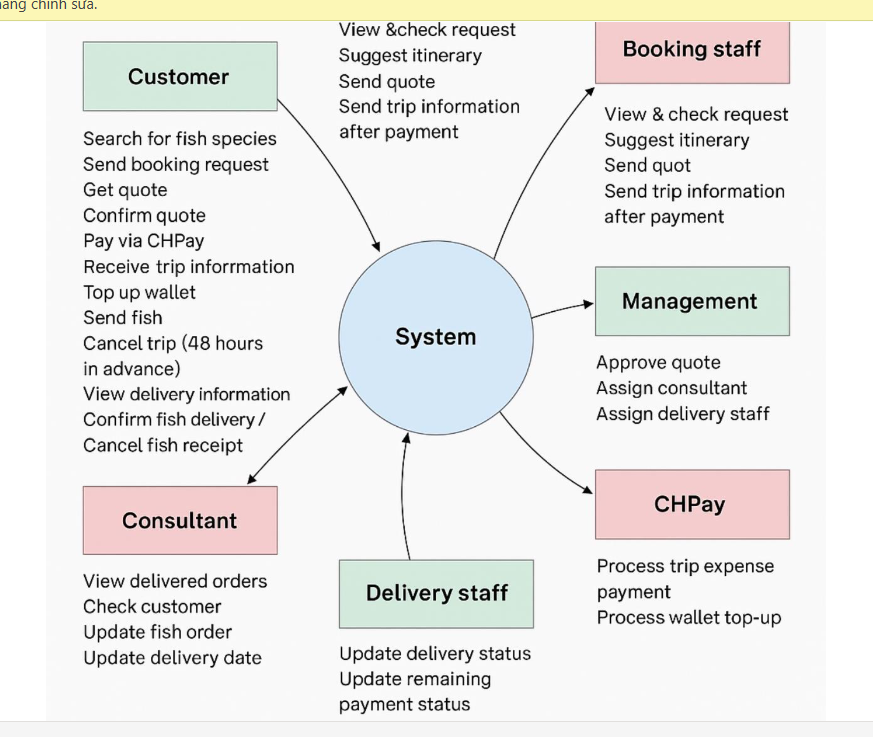 hang chỉnh sửa.
Customer
Search for fish species
Send booking request
Get quote
Confirm quote
Pay via CHPay
Receive trip inforrmation
Top up wallet
Send fish
Cancel trip (48 hours
in advance)
View delivery information
Confirm fish delivery /
Cancel fish receipt
View &check request
Suggest itinerary
Send quote
Send trip information
after payment
Booking staff
View & check request
Suggest itinerary
Send quot
Send trip information
after payment
System
Management
Approve quote
Assign consultant
Assign delivery staff
Consultant
View delivered orders
Check customer
Update fish order
Update delivery date
Delivery staff
Update delivery status
Update remaining
payment status
CHPay
Process trip expense
payment
Process wallet top-up